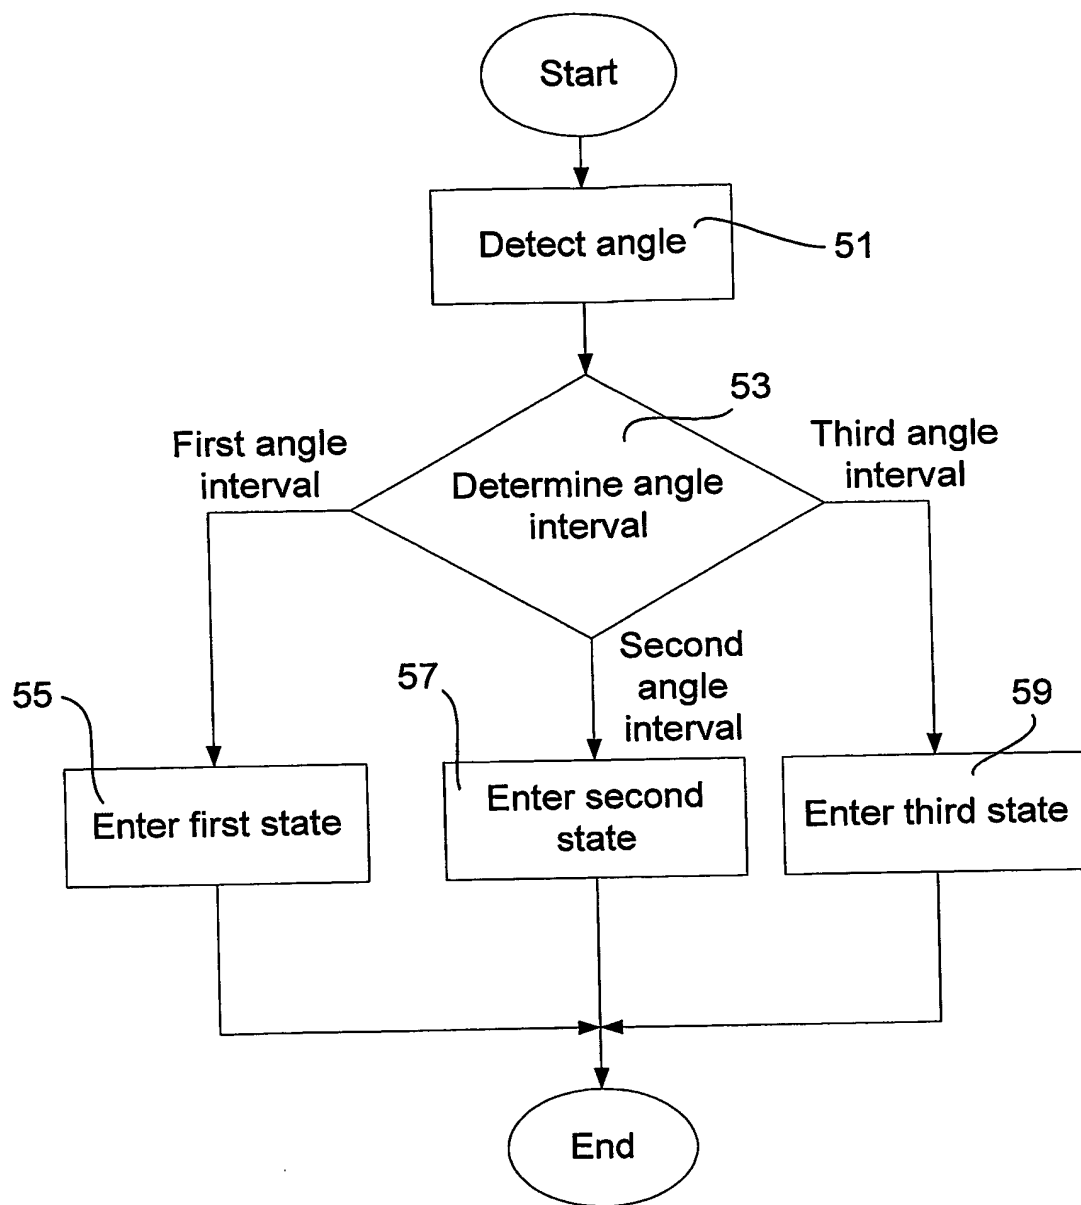 Start
Detect angle
51
53
First angle
interval
Third angle
interval
Determine angle
interval
Second
angle
interval
55
57
59
Enter first state
Enter second
state
Enter third state
End